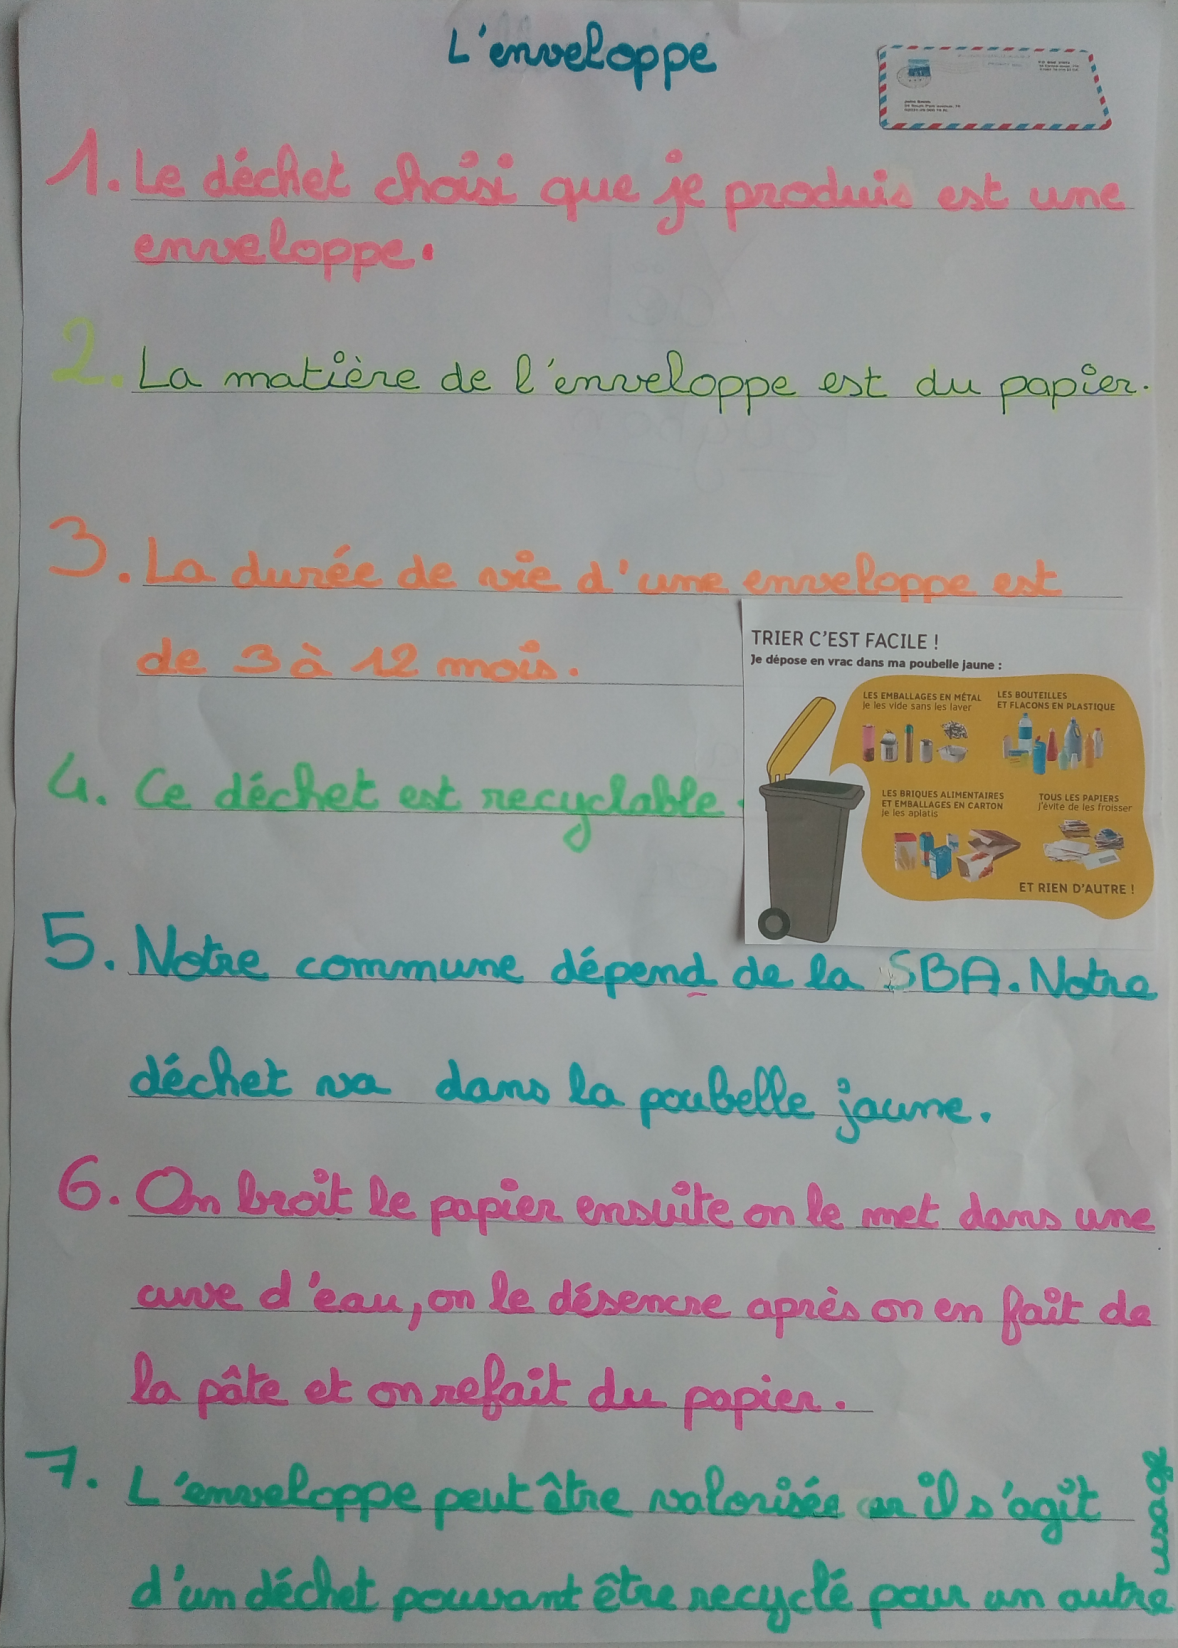 L'enveloppe
1. Le déchet choisi que je produis est une
enveloppe.
2. La matière de l'enveloppe est du papier.
3. La durée de vie d'une enveloppe est
de 3 à 12 mois.
TRIER C'EST FACILE !
Je dépose en vrac dans ma poubelle jaune :
LES EMBALLAGES EN MÉTAL
je les vide sans les laver
LES BOUTEILLES
ET FLACONS EN PLASTIQUE
LES BRIQUES ALIMENTAIRES
ET EMBALLAGES EN CARTON
je les aplatis
TOUS LES PAPIERS
j'évite de les froisser
ET RIEN D'AUTRE !
4. Ce déchet est recyclable.
5. Notre commune dépend de la SBA. Notre
déchet va dans la poubelle jaune.
6. On broit le papier ensuite on le met dans une
cuve d'eau, on le désencre après on en fait de
la pâte et on refait du papier.
7. L'enveloppe peut être valorisée car il s'agit
d'un déchet pouvant être recyclé pour un autre
usage